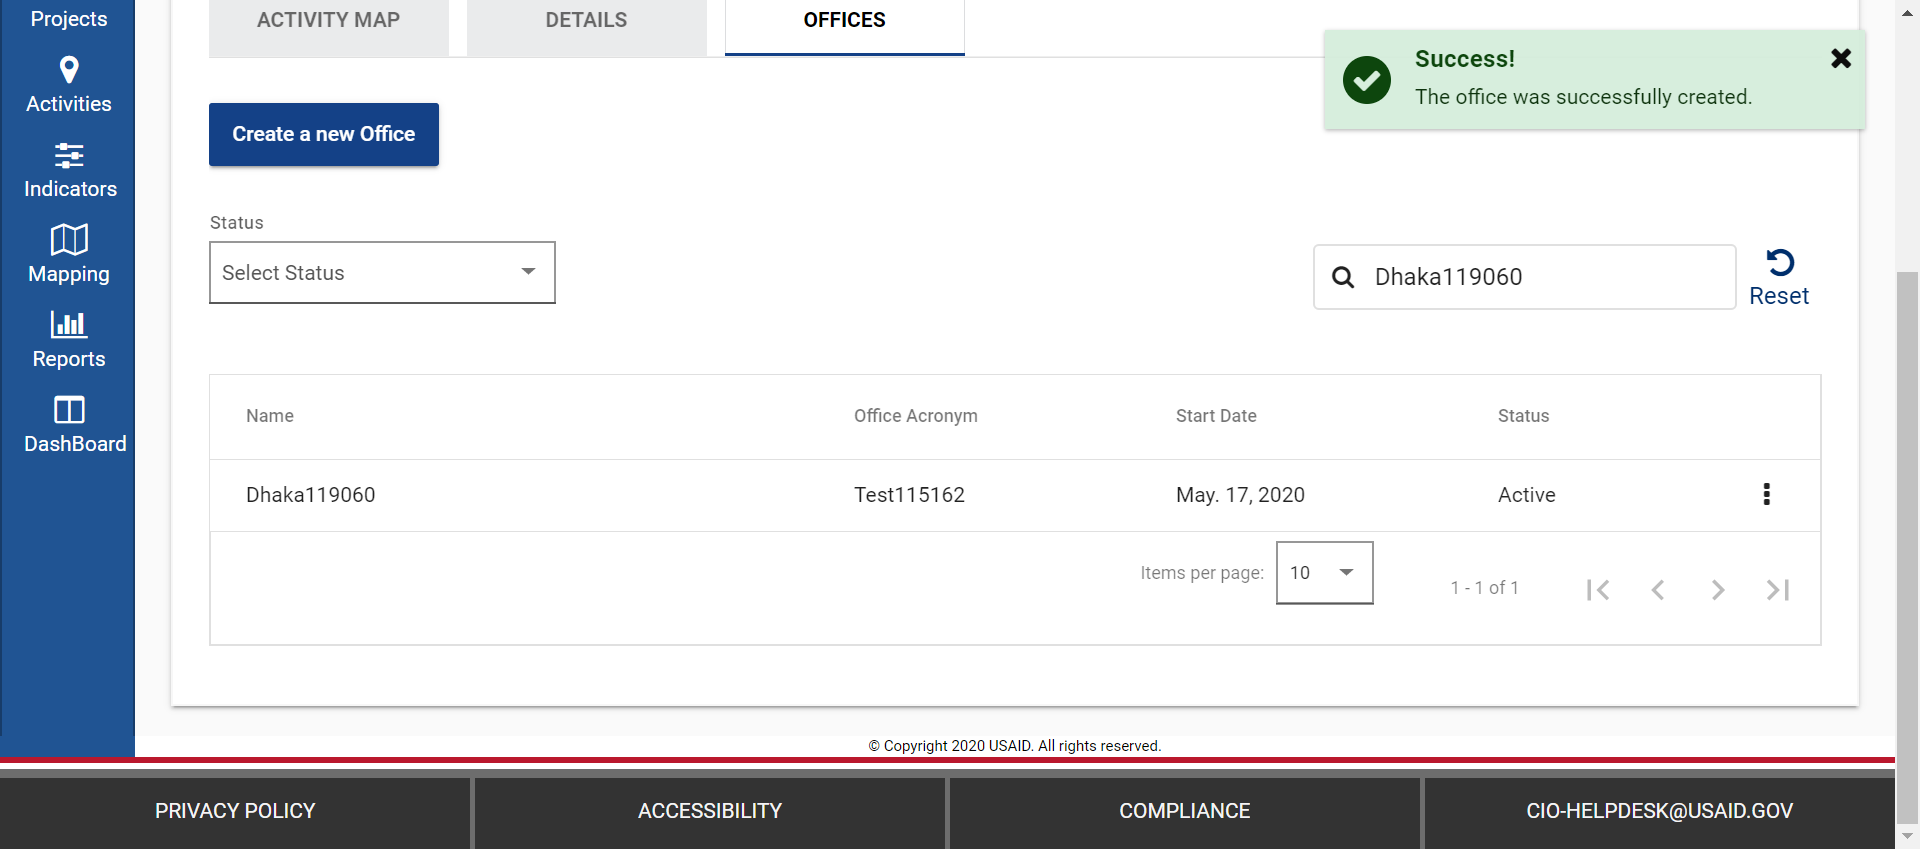 Projects
Activities
Indicators
Mapping
Reports
DashBoard
ACTIVITY MAP
DETAILS
OFFICES
Success!
The office was successfully created.
Create a new Office
Status
Select Status
Dhaka119060
Reset
Name Office Acronym Start Date Status
Dhaka119060 Test115162 May. 17, 2020 Active
Items per page: 10 1 - 1 of 1
© Copyright 2020 USAID. All rights reserved.
PRIVACY POLICY ACCESSIBILITY COMPLIANCE CIO-HELPDESK@USAID.GOV